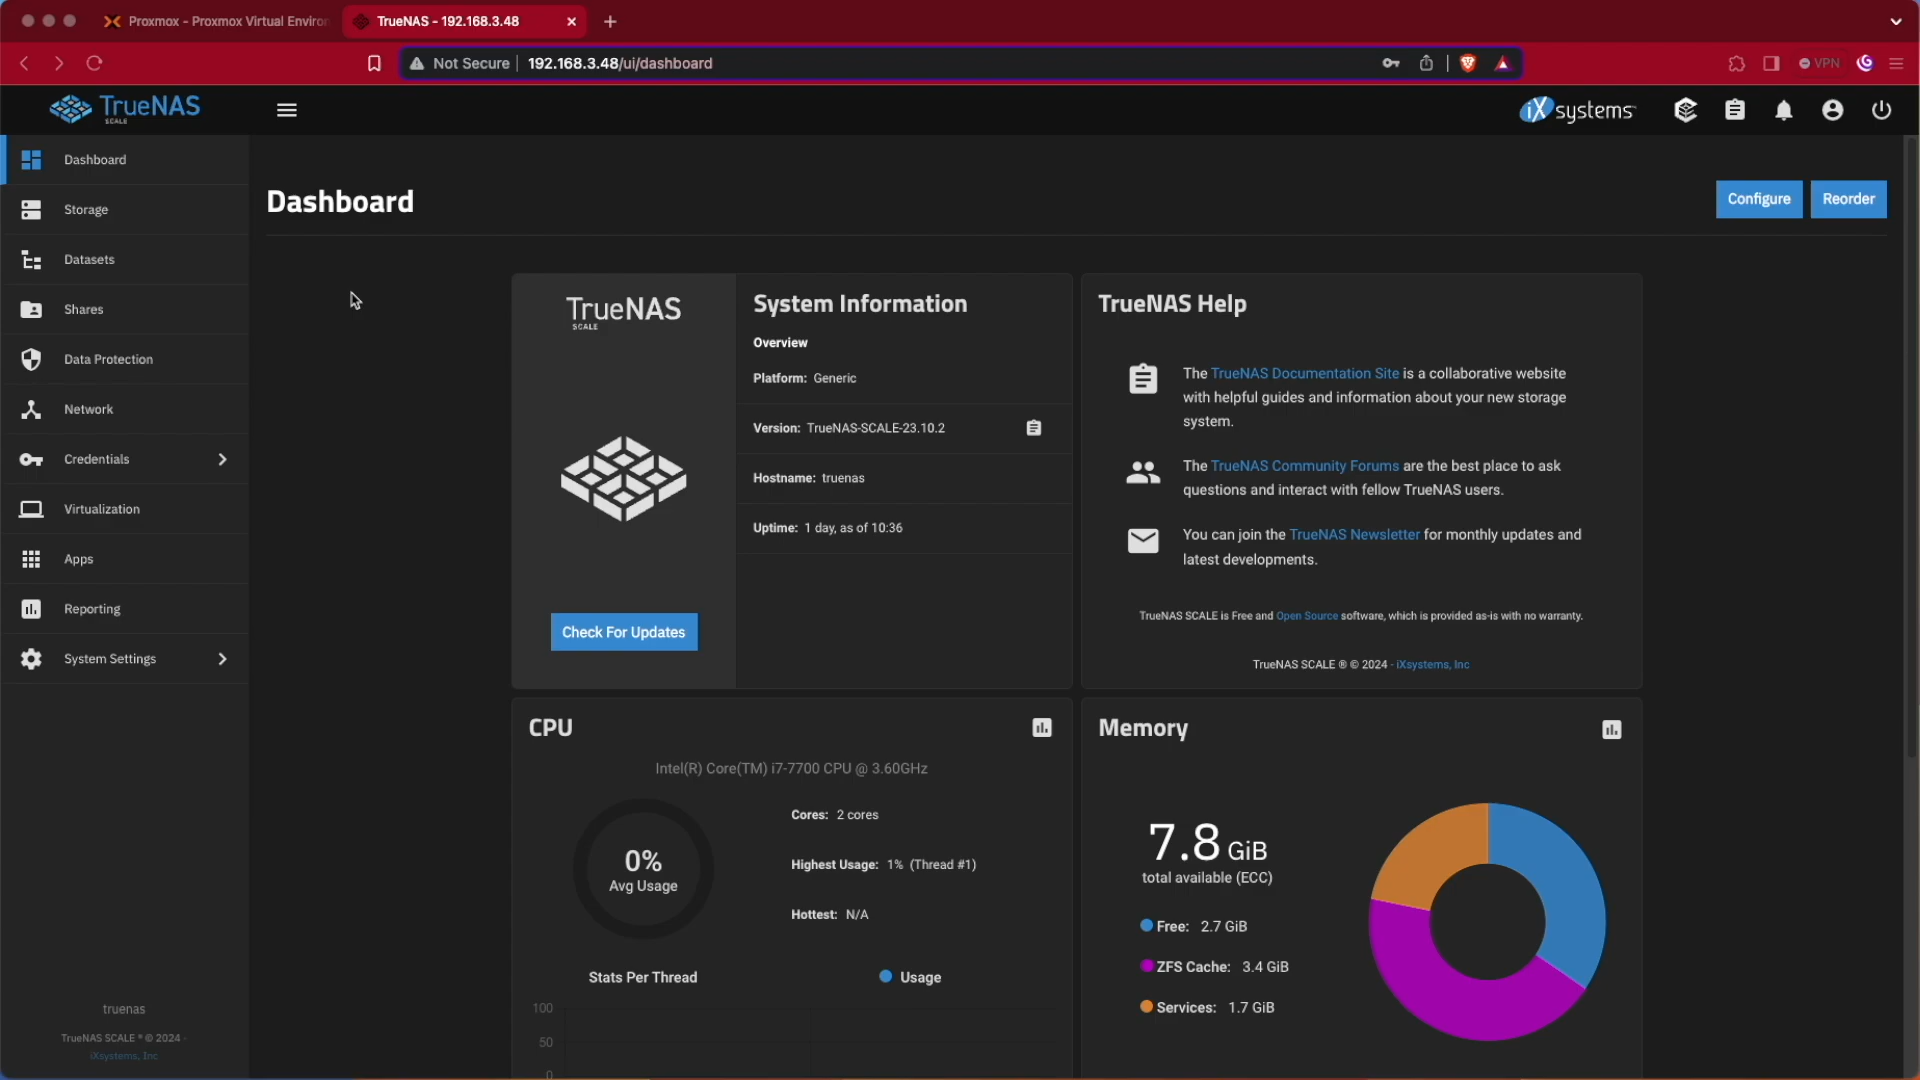 Proxmox - Proxmox Virtual Enviror
TrueNAS - 192.168.3.48
Not Secure
192.168.3.48/ui/dashboard
VPN
TrueNAS
SCALE
iXsystems
Dashboard
Storage
Datasets
Shares
Data Protection
Network
Credentials
Virtualization
Apps
Reporting
System Settings
truenas
TrueNAS SCALE ® © 2024 -
iXsystems, Inc
Dashboard
Configure
Reorder
TrueNAS
SCALE
Check For Updates
System Information
Overview
Platform: Generic
Version: TrueNAS-SCALE-23.10.2
Hostname: truenas
Uptime: 1 day, as of 10:36
TrueNAS Help
The TrueNAS Documentation Site is a collaborative website
with helpful guides and information about your new storage
system.
The TrueNAS Community Forums are the best place to ask
questions and interact with fellow TrueNAS users.
You can join the TrueNAS Newsletter for monthly updates and
latest developments.
TrueNAS SCALE is Free and Open Source software, which is provided as-is with no warranty.
TrueNAS SCALE ® © 2024 - iXsystems, Inc
CPU
Intel(R) Core(TM) i7-7700 CPU @ 3.60GHz
0%
Avg Usage
Cores: 2 cores
Highest Usage: 1% (Thread #1)
Hottest: N/A
Stats Per Thread
Usage
100
50
0
Memory
7.8 GiB
total available (ECC)
Free: 2.7 GiB
ZFS Cache: 3.4 GiB
Services: 1.7 GiB